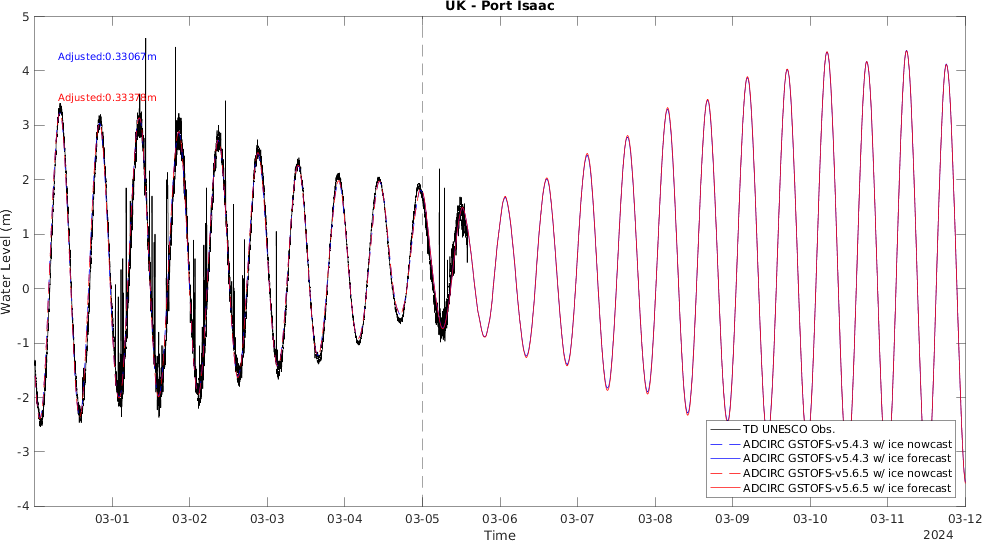 UK - Port Isaac
Adjusted:0.33067m
Adjusted:0.33378m
Water Level (m)
5
4
3
2
1
0
-1
-2
-3
-4
TD UNESCO Obs.
ADCIRC GSTOFS-v5.4.3 w/ ice nowcast
ADCIRC GSTOFS-v5.4.3 w/ ice forecast
ADCIRC GSTOFS-v5.6.5 w/ ice nowcast
ADCIRC GSTOFS-v5.6.5 w/ ice forecast
03-01 03-02 03-03 03-04 03-05 03-06 03-07 03-08 03-09 03-10 03-11 03-12
Time
2024